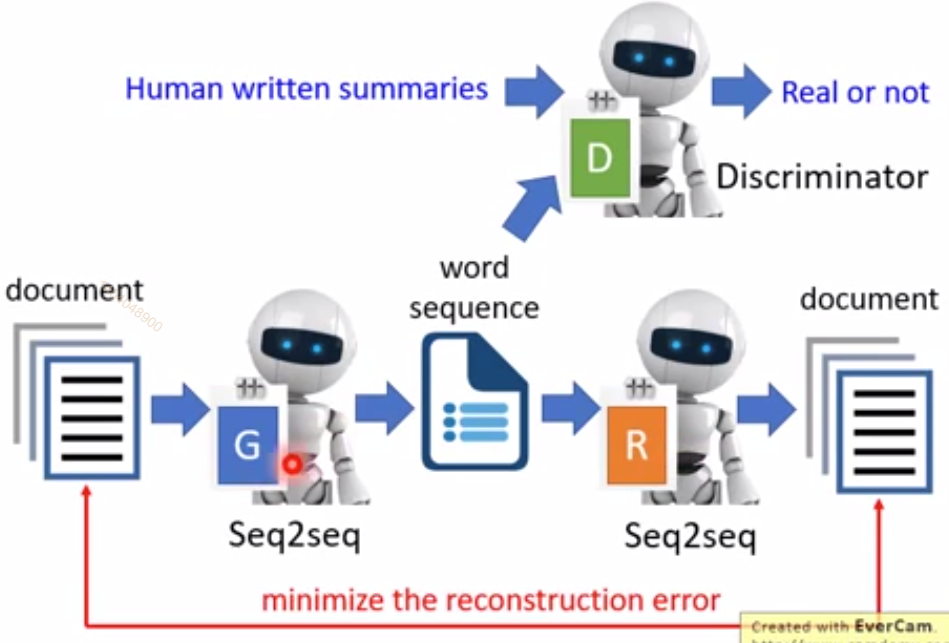 Human written summaries
Real or not
D
Discriminator
word
sequence
document
document
G
R
Seq2seq
Seq2seq
minimize the reconstruction error
Created with EverCam.